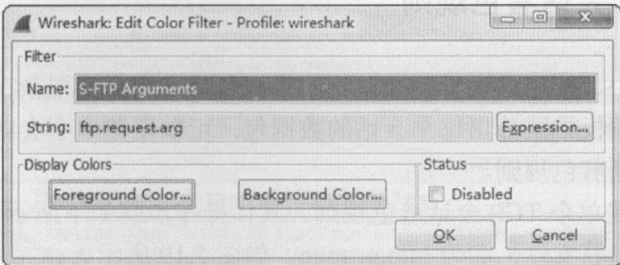 Wireshark: Edit Color Filter - Profile: wireshark
Filter
Name: S-FTP Arguments
String: ftp.request.arg Expression...
Display Colors Status
Foreground Color... Background Color... Disabled
OK Cancel